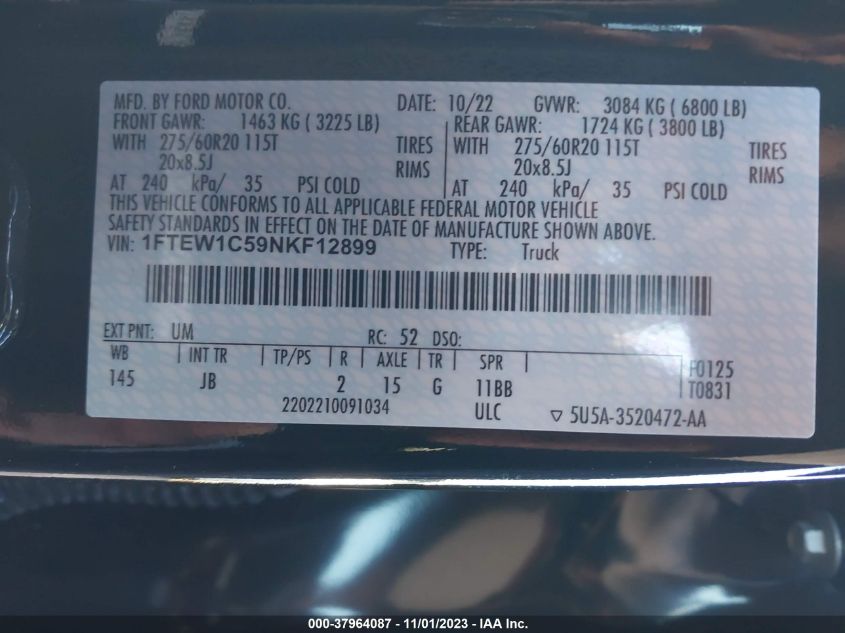 MFD. BY FORD MOTOR CO. DATE: 10/22 GVWR: 3084 KG ( 6800 LB)
FRONT GAWR: 1463 KG ( 3225 LB) REAR GAWR: 1724 KG ( 3800 LB)
WITH 275/60R20 115T TIRES WITH 275/60R20 115T TIRES
20x8.5J RIMS 20x8.5J RIMS
AT 240 kPa/ 35 PSI COLD AT 240 kPa/ 35 PSI COLD
THIS VEHICLE CONFORMS TO ALL APPLICABLE FEDERAL MOTOR VEHICLE
SAFETY STANDARDS IN EFFECT ON THE DATE OF MANUFACTURE SHOWN ABOVE.
VIN: 1FTEW1C59NKF12899 TYPE: Truck
EXT PNT: UM RC: 52 DSO:
WB INT TR TP/PS R AXLE TR SPR F0125
145 JB 2 15 G 11BB T0831
2202210091034 ULC ▽ 5U5A-3520472-AA
000-37964087 - 11/01/2023 - IAA Inc.